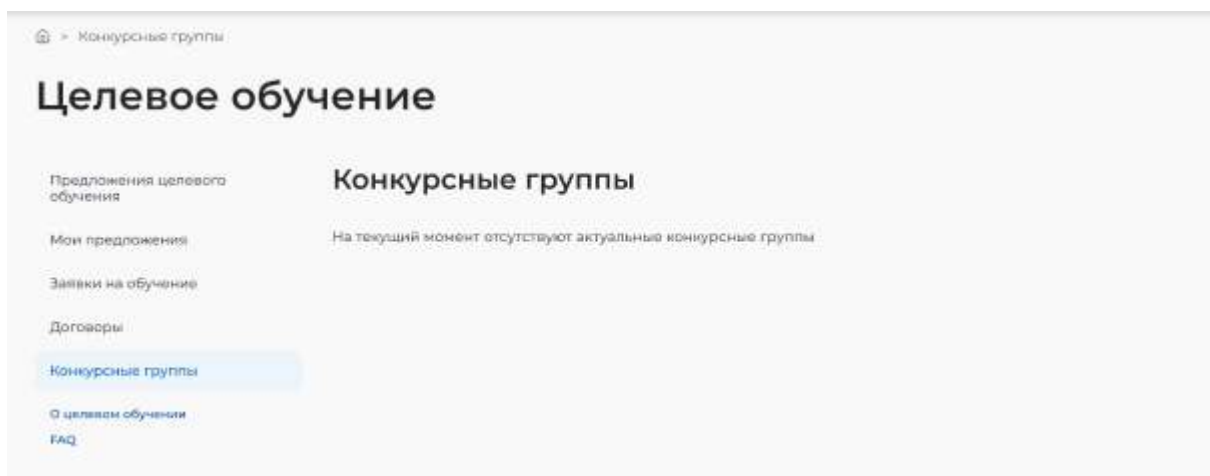 > Конкурсные группы
Целевое обучение
Предложения целевого
обучения
Мои предложения
Заявки на обучение
Договоры
Конкурсные группы
О целевом обучении
FAQ
Конкурсные группы
На текущий момент отсутствуют актуальные конкурсные группы